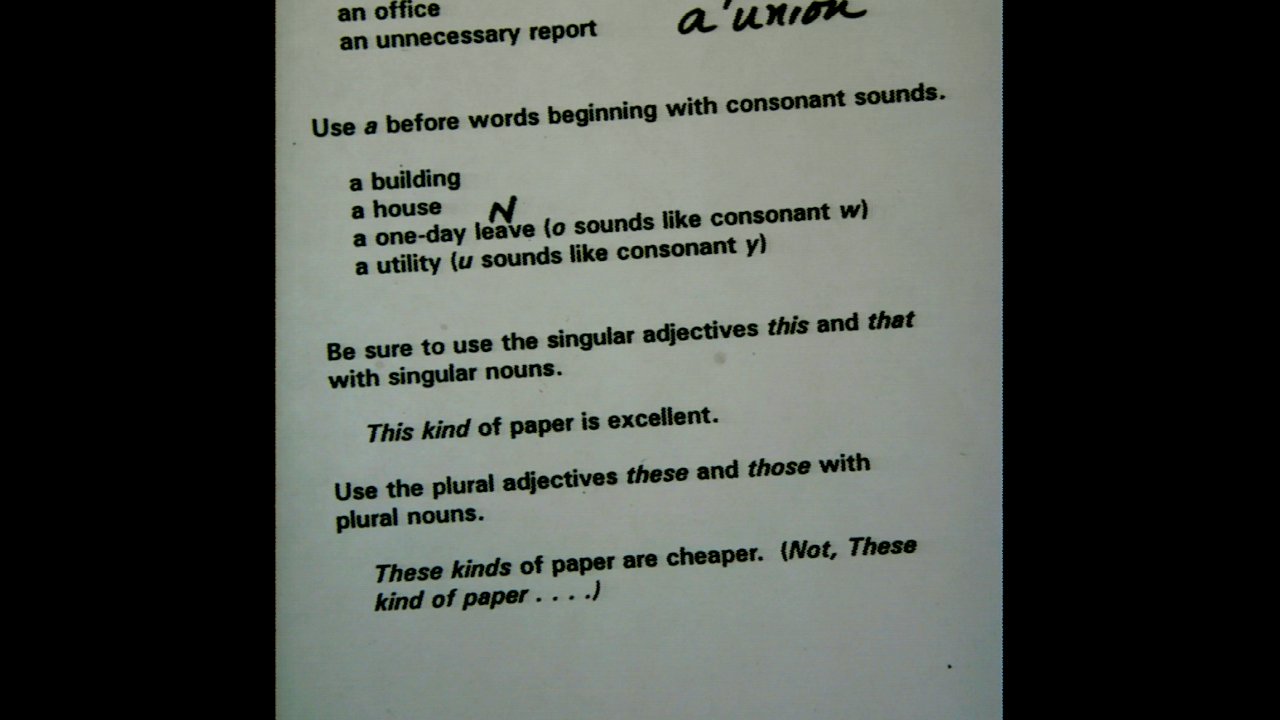 an office
an unnecessary report a union
Use a before words beginning with consonant sounds.
a building
a house
N
a one-day leave (o sounds like consonant w)
a utility (u sounds like consonant y)
Be sure to use the singular adjectives this and that
with singular nouns.
This kind of paper is excellent.
Use the plural adjectives these and those with
plural nouns.
These kinds of paper are cheaper. (Not, These
kind of paper . . . .)